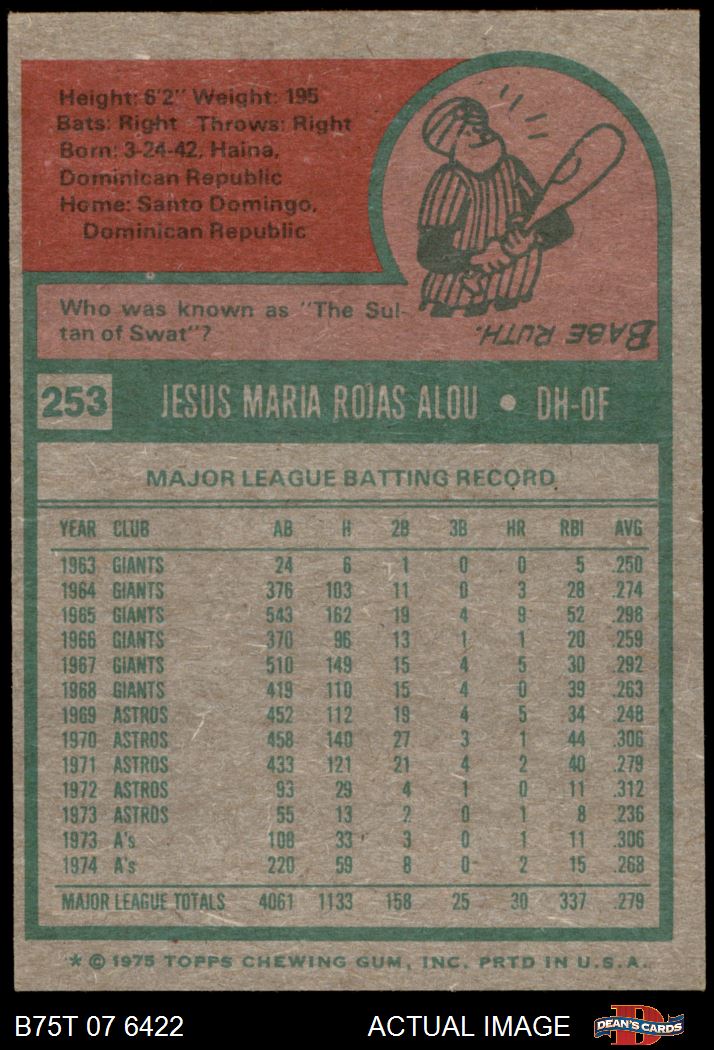 Height: 6'2" Weight: 195
Bats: Right Throws: Right
Born: 3-24-42, Haina,
Dominican Republic
Home: Santo Domingo,
Dominican Republic
Who was known as "The Sul-
tan of Swat"?
BABE RUTH.
253 JESUS MARIA ROJAS ALOU • DH-OF
MAJOR LEAGUE BATTING RECORD
YEAR CLUB AB H 2B 3B HR RBI AVG
1963 GIANTS 24 6 1 0 0 5 .250
1964 GIANTS 376 103 11 0 3 28 .274
1965 GIANTS 543 162 19 4 9 52 .298
1966 GIANTS 370 96 13 1 1 20 .259
1967 GIANTS 510 149 15 4 5 30 .292
1968 GIANTS 419 110 15 4 0 39 .263
1969 ASTROS 452 112 19 4 5 34 .248
1970 ASTROS 458 140 27 3 1 44 .306
1971 ASTROS 433 121 21 4 2 40 .279
1972 ASTROS 93 29 4 1 0 11 .312
1973 ASTROS 55 13 2 0 1 8 .236
1973 A's 108 33 3 0 1 11 .306
1974 A's 220 59 8 0 2 15 .268
MAJOR LEAGUE TOTALS 4061 1133 158 25 30 337 .279
* © 1975 TOPPS CHEWING GUM, INC. PRTD IN U.S.A.
B75T 07 6422 ACTUAL IMAGE DEAN'S CARDS